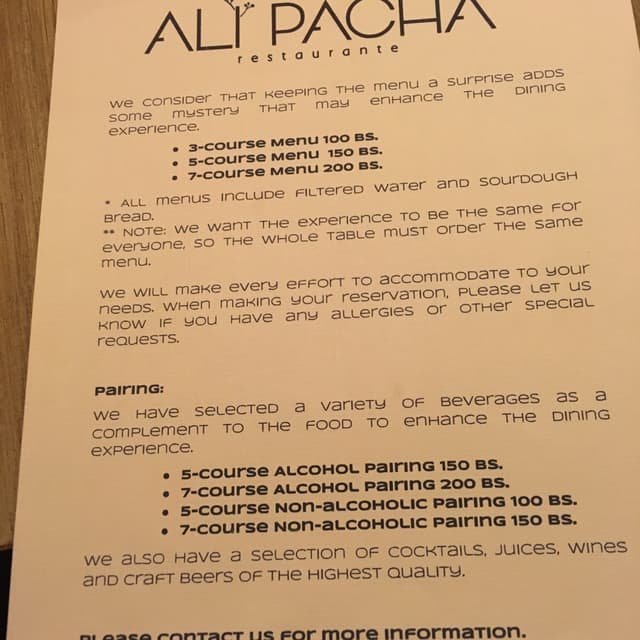 ALI PACHA
restaurante
we consider that keeping the menu a surprise adds
some mystery that may enhance the dining
experience.
• 3-course menu 100 BS.
• 5-course menu 150 BS.
• 7-course menu 200 BS.
* ALL menus include filtered water and sourdough
bread.
** note: we want the experience to be the same for
everyone, so the whole table must order the same
menu.
we will make every effort to accommodate to your
needs. when making your reservation, please let us
know if you have any allergies or other special
requests.
Pairing:
we have selected a variety of beverages as a
complement to the food to enhance the dining
experience.
• 5-course ALCOHOL pairing 150 BS.
• 7-course ALCOHOL pairing 200 BS.
• 5-course non-alcoholic pairing 100 BS.
• 7-course non-alcoholic pairing 150 BS.
we also have a selection of cocktails, juices, wines
and craft beers of the highest quality.
please contact us for more information.